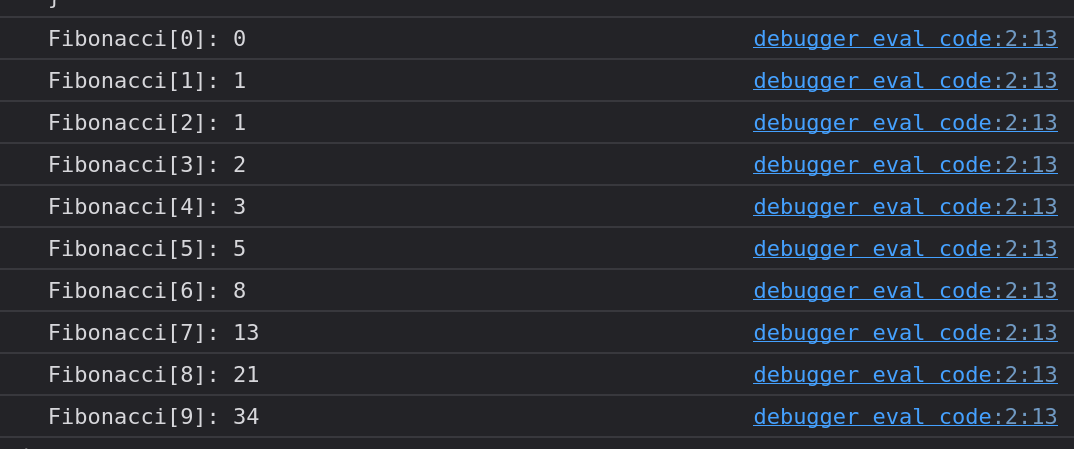 }
Fibonacci[0]: 0 debugger eval code:2:13
Fibonacci[1]: 1 debugger eval code:2:13
Fibonacci[2]: 1 debugger eval code:2:13
Fibonacci[3]: 2 debugger eval code:2:13
Fibonacci[4]: 3 debugger eval code:2:13
Fibonacci[5]: 5 debugger eval code:2:13
Fibonacci[6]: 8 debugger eval code:2:13
Fibonacci[7]: 13 debugger eval code:2:13
Fibonacci[8]: 21 debugger eval code:2:13
Fibonacci[9]: 34 debugger eval code:2:13